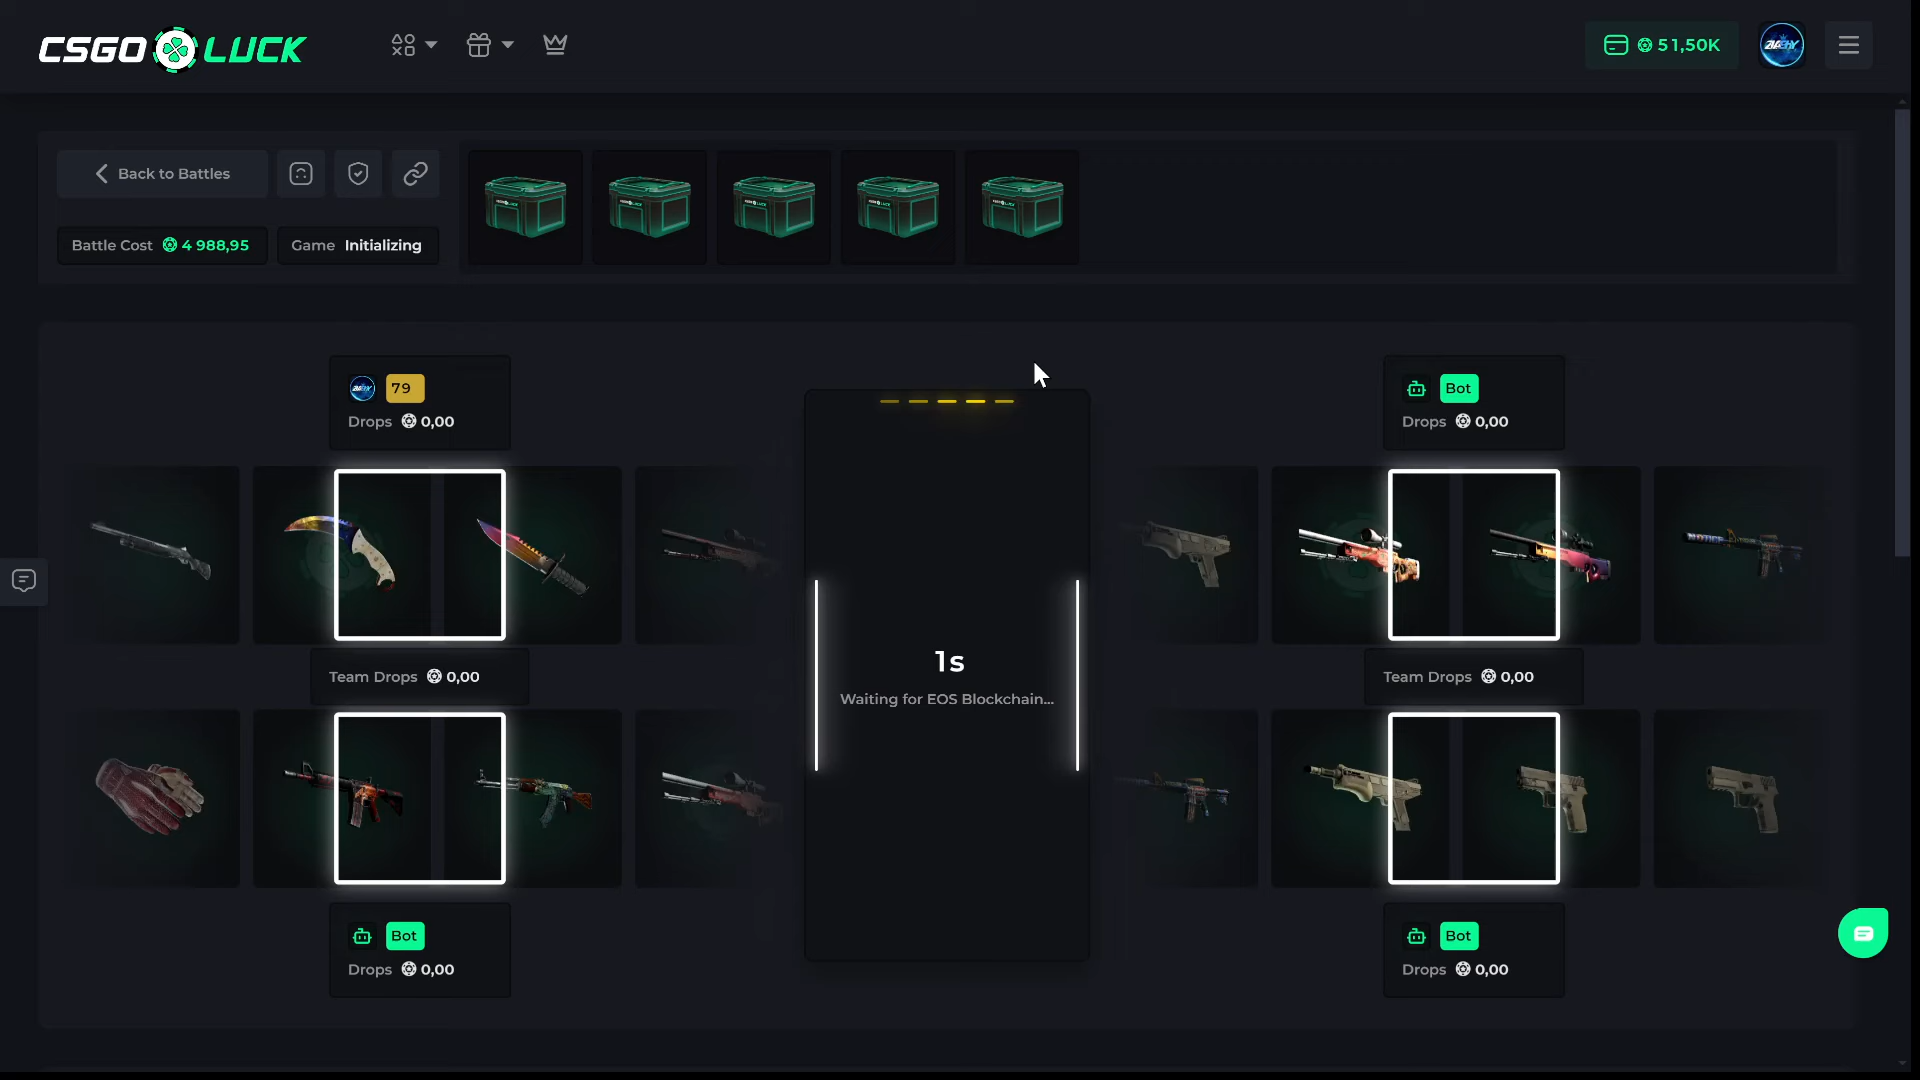 CSGO LUCK
51,50K
Back to Battles
Battle Cost 4 988,95
Game Initializing
79
Drops 0,00
Bot
Drops 0,00
1s
Waiting for EOS Blockchain...
Team Drops 0,00
Team Drops 0,00
Bot
Drops 0,00
Bot
Drops 0,00